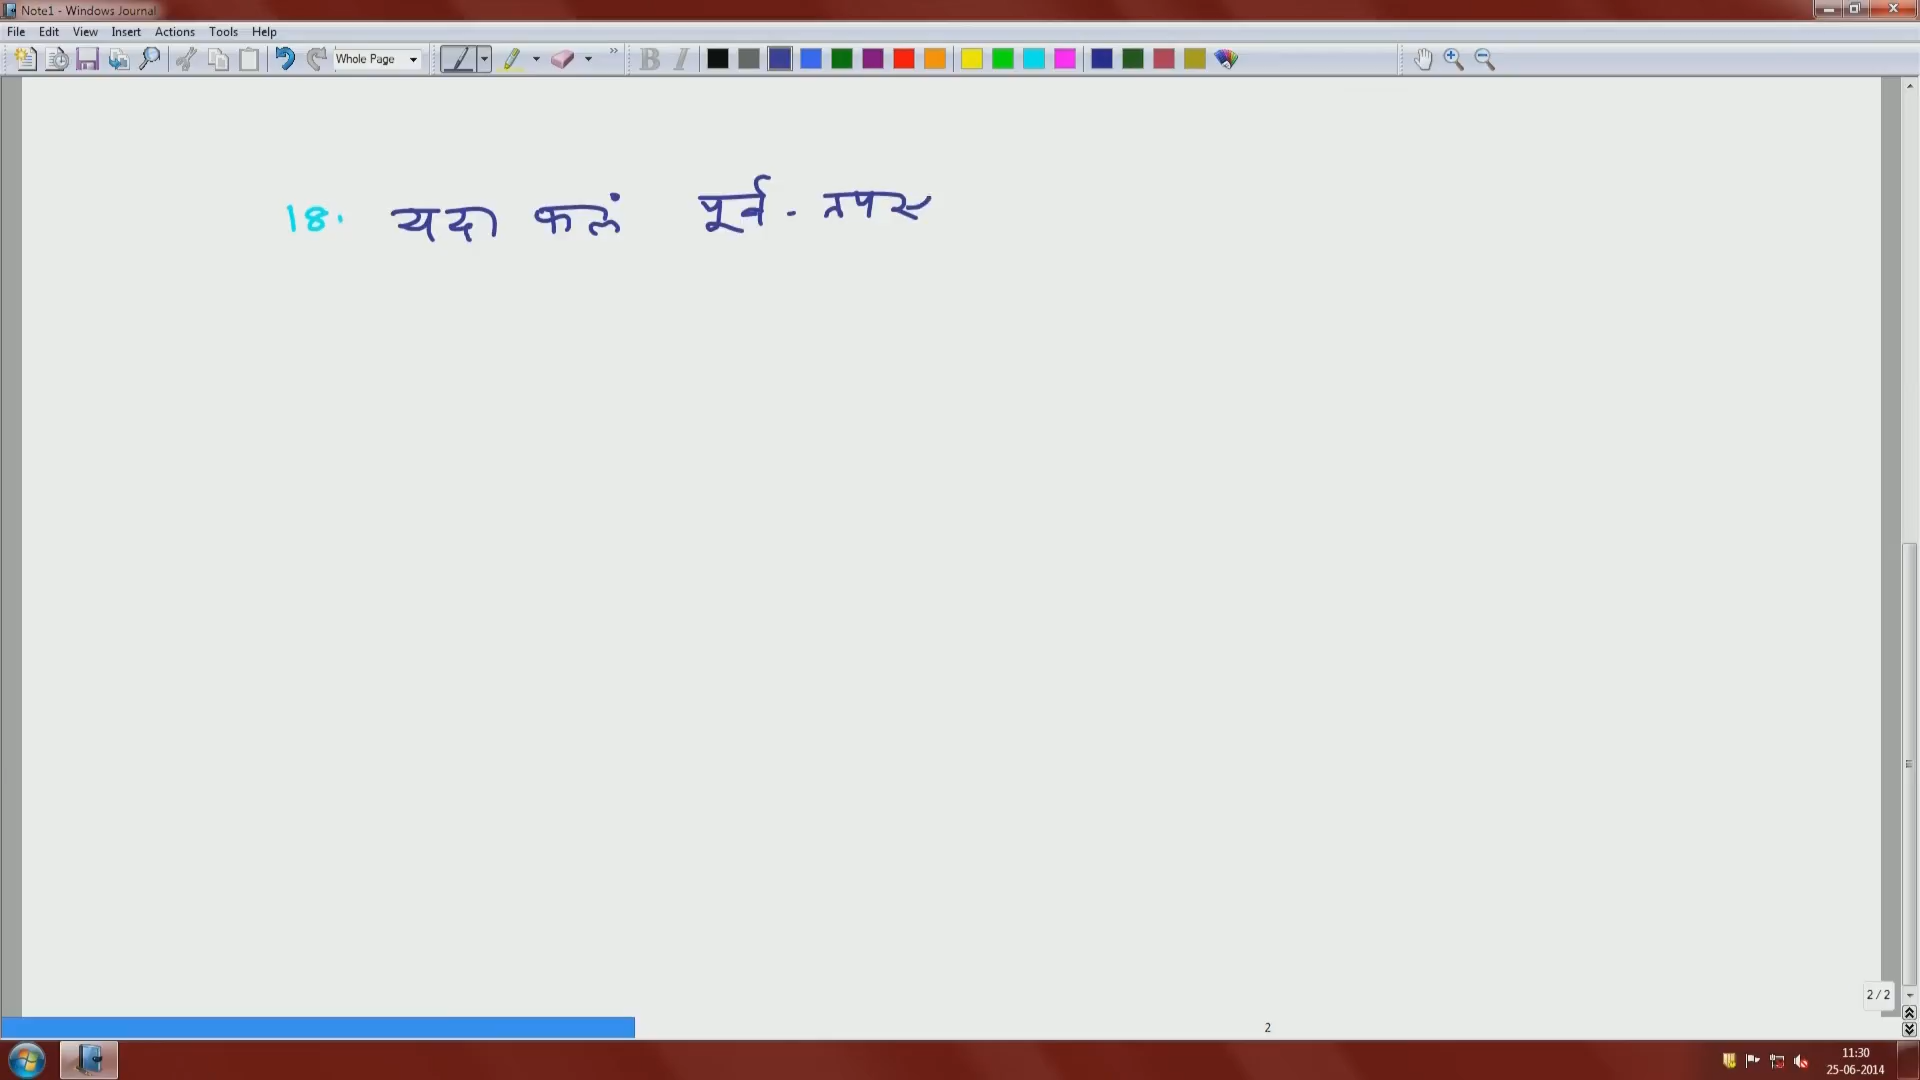 Note1 - Windows Journal
File Edit View Insert Actions Tools Help
Whole Page B I
18. यदा फलं पूर्व - तपस
2 / 2
2
11:30
25-06-2014